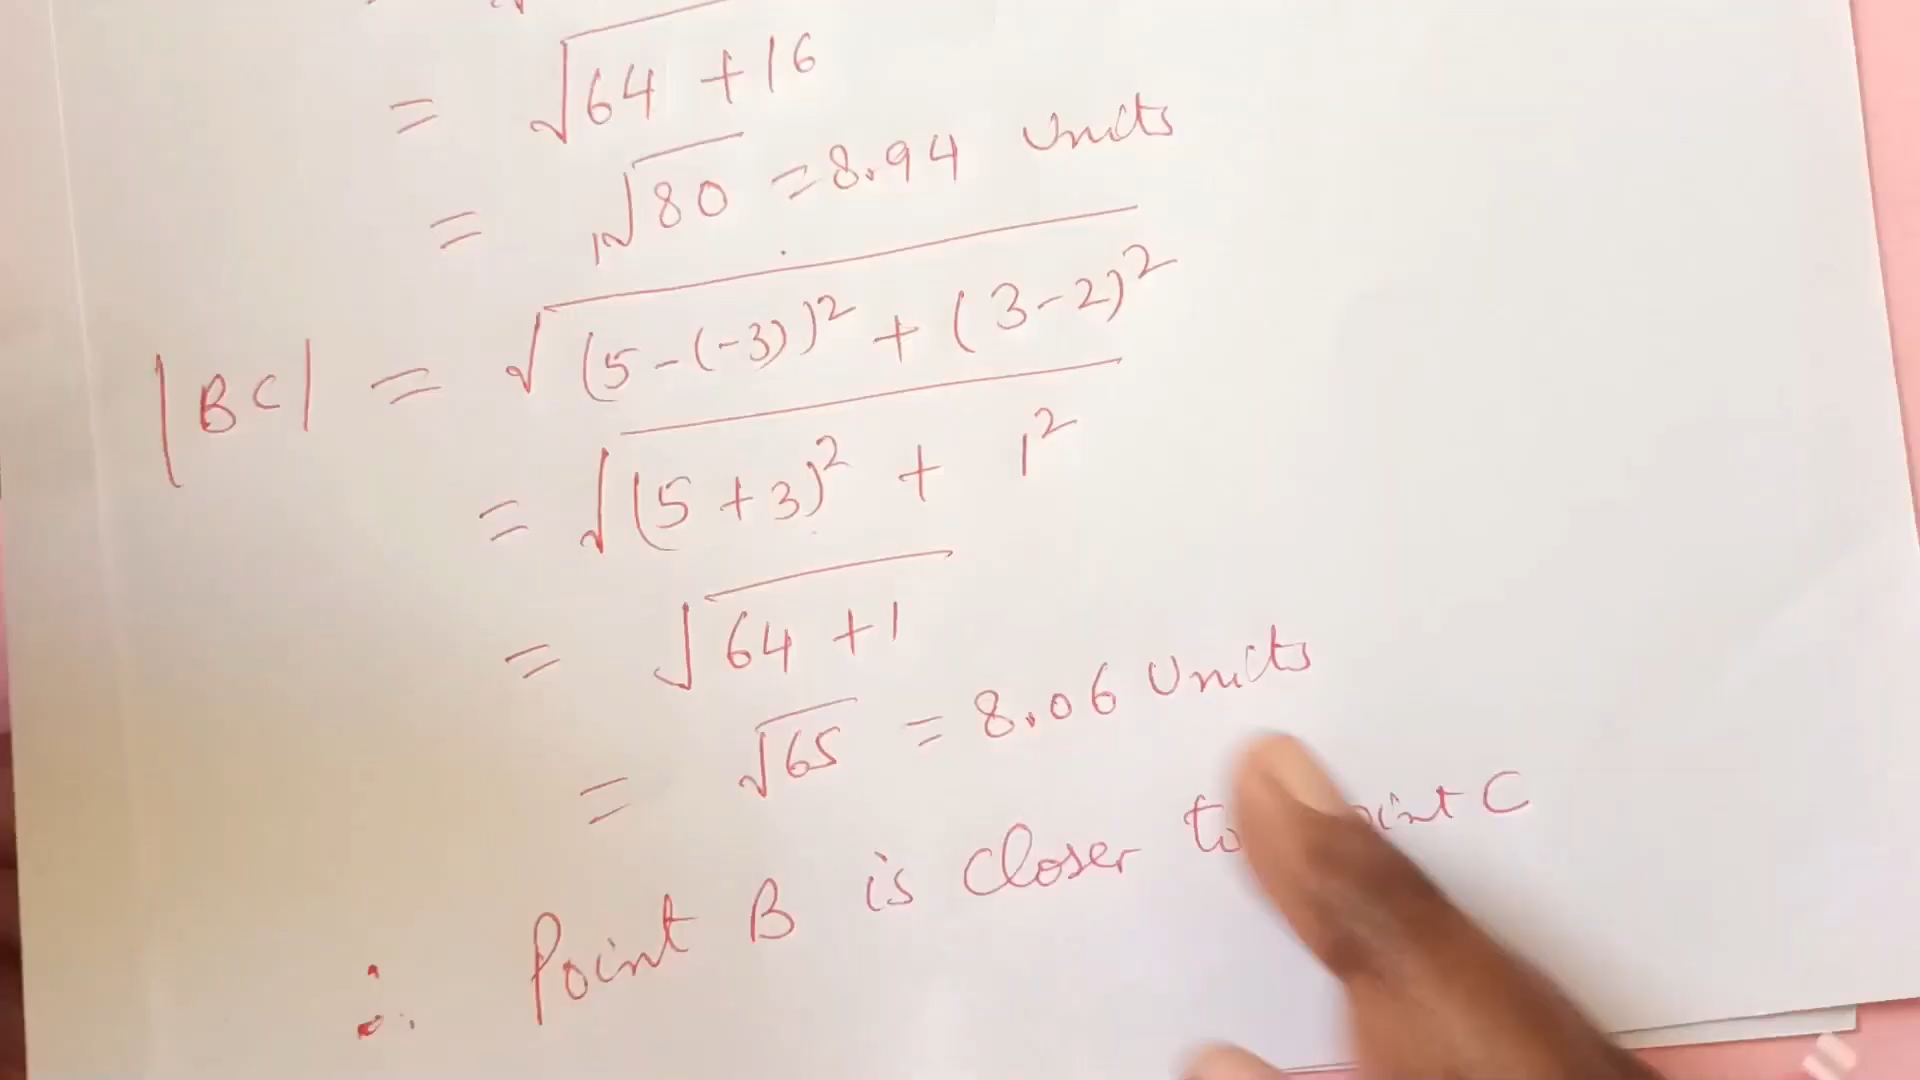 = √64 + 16
= √80 = 8.94 Units
|BC| = √(5-(-3))² + (3-2)²
= √(5 + 3)² + 1²
= √64 + 1
= √65 = 8.06 Units
∴ Point B is closer to C